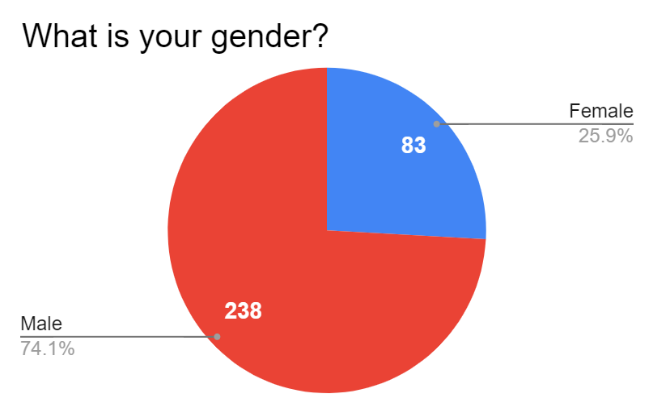 What is your gender?
Female
25.9%
83
238
Male
74.1%